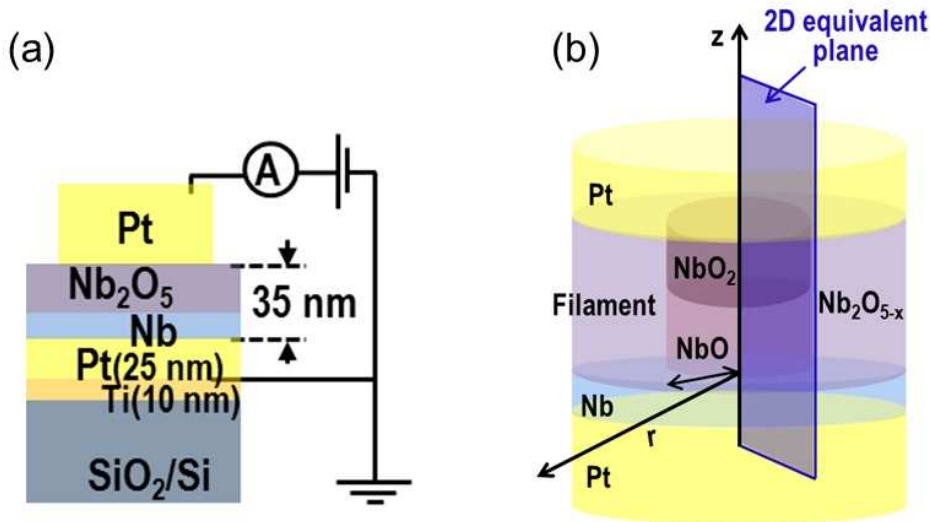 (a)
A
Pt
Nb₂O₅
35 nm
Nb
Pt(25 nm)
Ti(10 nm)
SiO₂/Si
(b)
z
2D equivalent
plane
Pt
NbO₂
Filament
Nb₂O₅₋ₓ
NbO
Nb
r
Pt